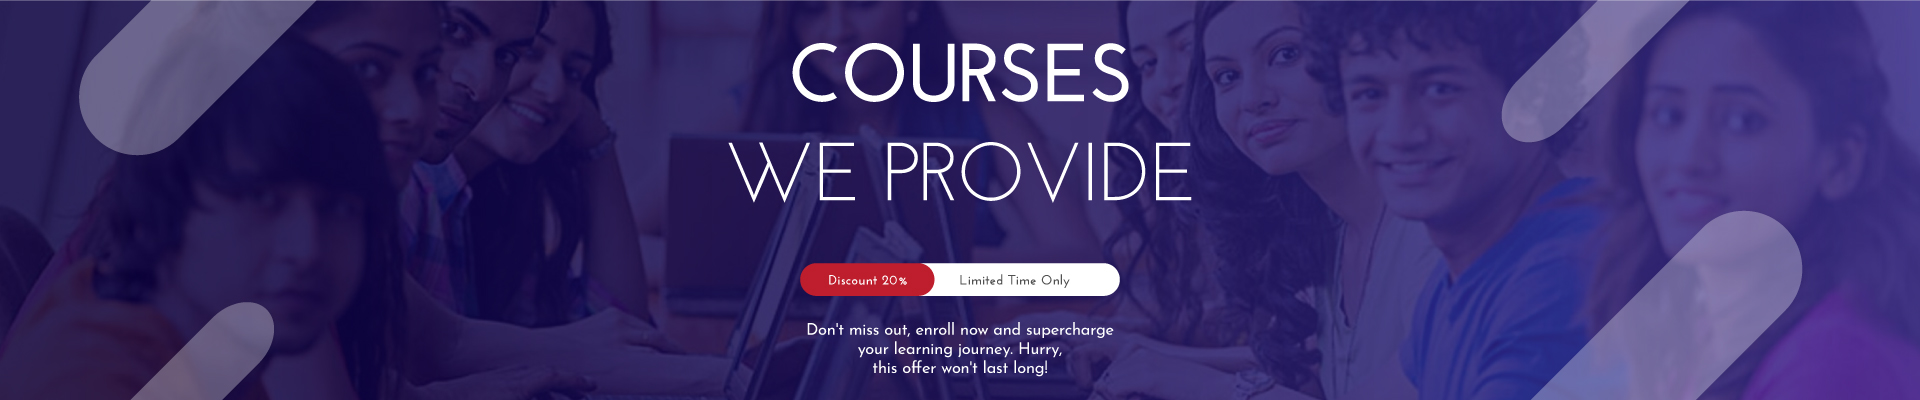 COURSES
WE PROVIDE
Discount 20% Limited Time Only
Don't miss out, enroll now and supercharge
your learning journey. Hurry,
this offer won't last long!